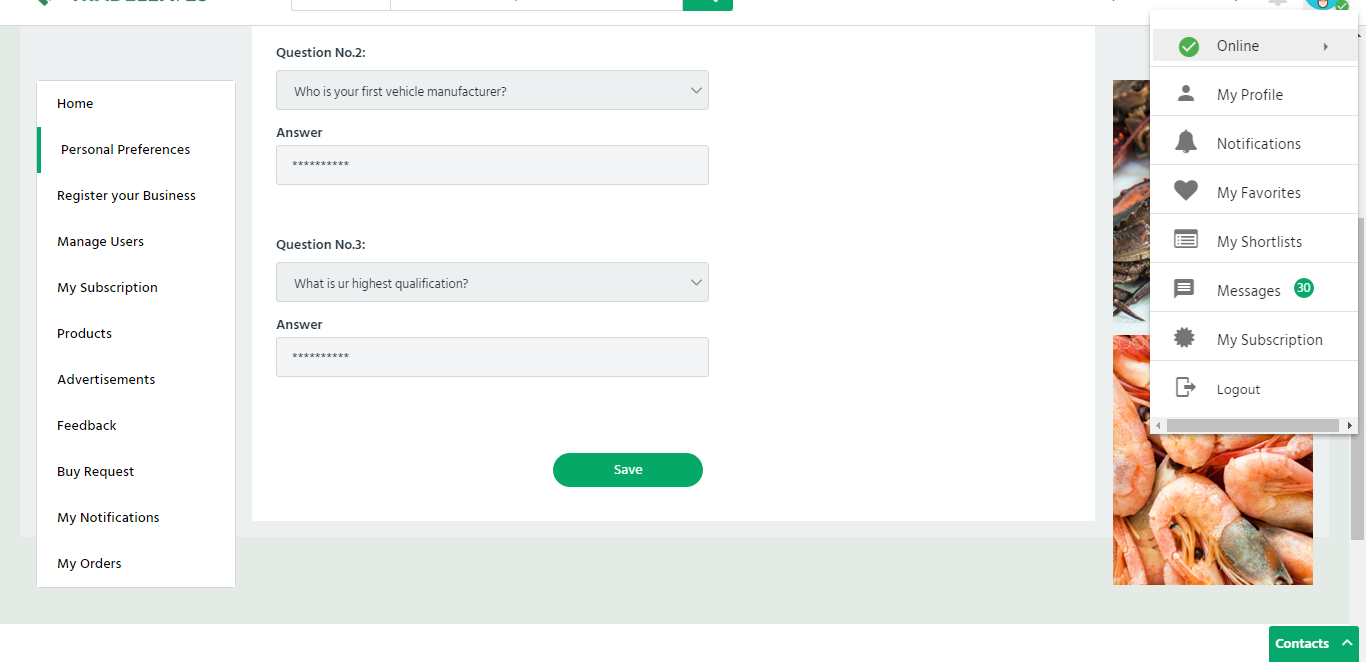 Question No.2:
Who is your first vehicle manufacturer?
Answer
**********
Question No.3:
What is ur highest qualification?
Answer
**********
Save
Home
Personal Preferences
Register your Business
Manage Users
My Subscription
Products
Advertisements
Feedback
Buy Request
My Notifications
My Orders
Online
My Profile
Notifications
My Favorites
My Shortlists
Messages 30
My Subscription
Logout
Contacts